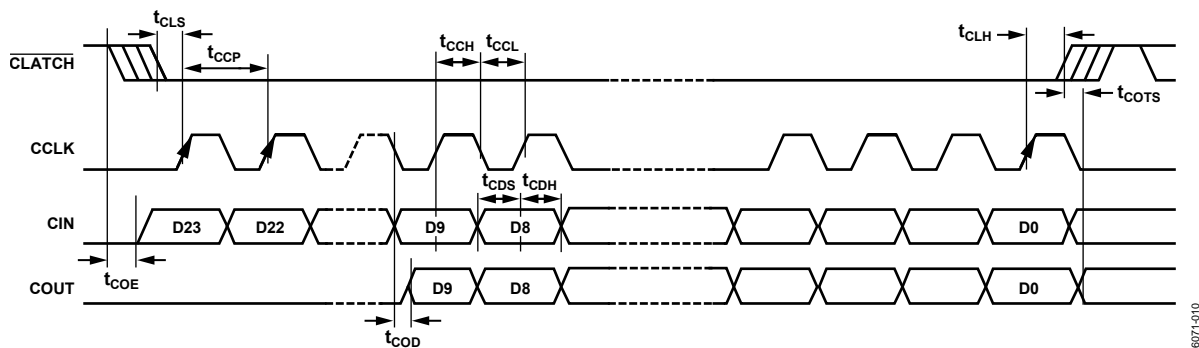 tCLS
tCCP
tCCH
tCCL
tCLH
CLATCH
tCOTS
CCLK
tCDS
tCDH
CIN
D23
D22
D9
D8
D0
tCOE
COUT
D9
D8
D0
tCOD
6071-010